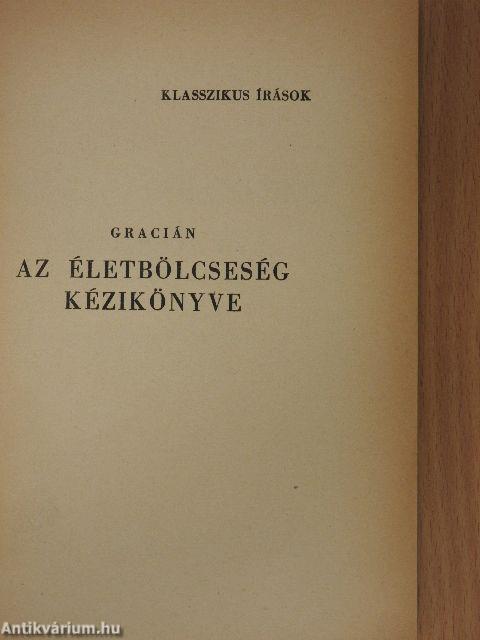 KLASSZIKUS ÍRÁSOK
GRACIÁN
AZ ÉLETBÖLCSESÉG
KÉZIKÖNYVE
Antikvárium.hu